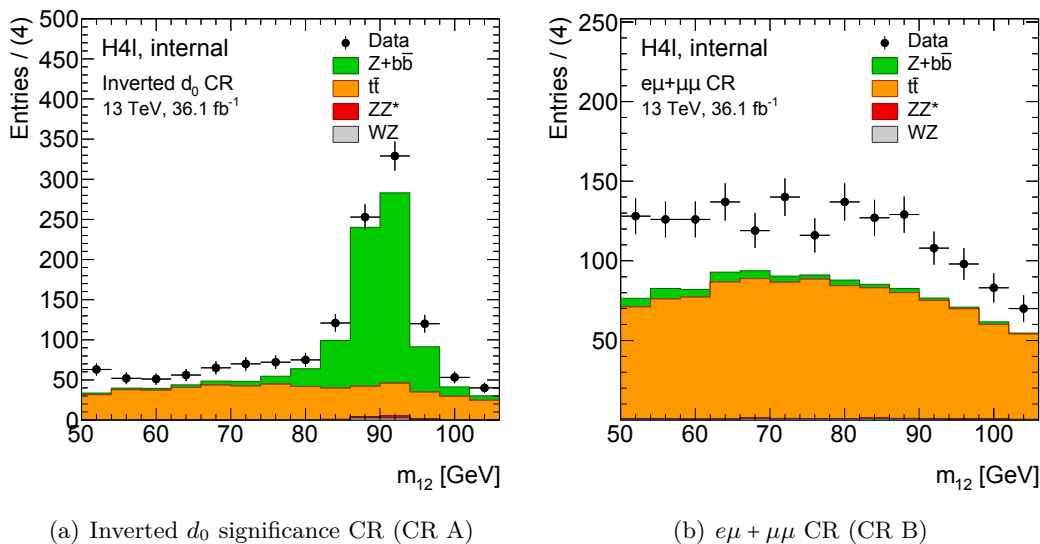 H4l, internal
Inverted d₀ CR
13 TeV, 36.1 fb⁻¹
Data
Z+bb̄
tt̄
ZZ*
WZ
Entries / (4)
500
450
400
350
300
250
200
150
100
50
0
50 60 70 80 90 100
m₁₂ [GeV]
(a) Inverted d₀ significance CR (CR A)
H4l, internal
eμ+μμ CR
13 TeV, 36.1 fb⁻¹
Data
Z+bb̄
tt̄
ZZ*
WZ
Entries / (4)
250
200
150
100
50
50 60 70 80 90 100
m₁₂ [GeV]
(b) eμ + μμ CR (CR B)